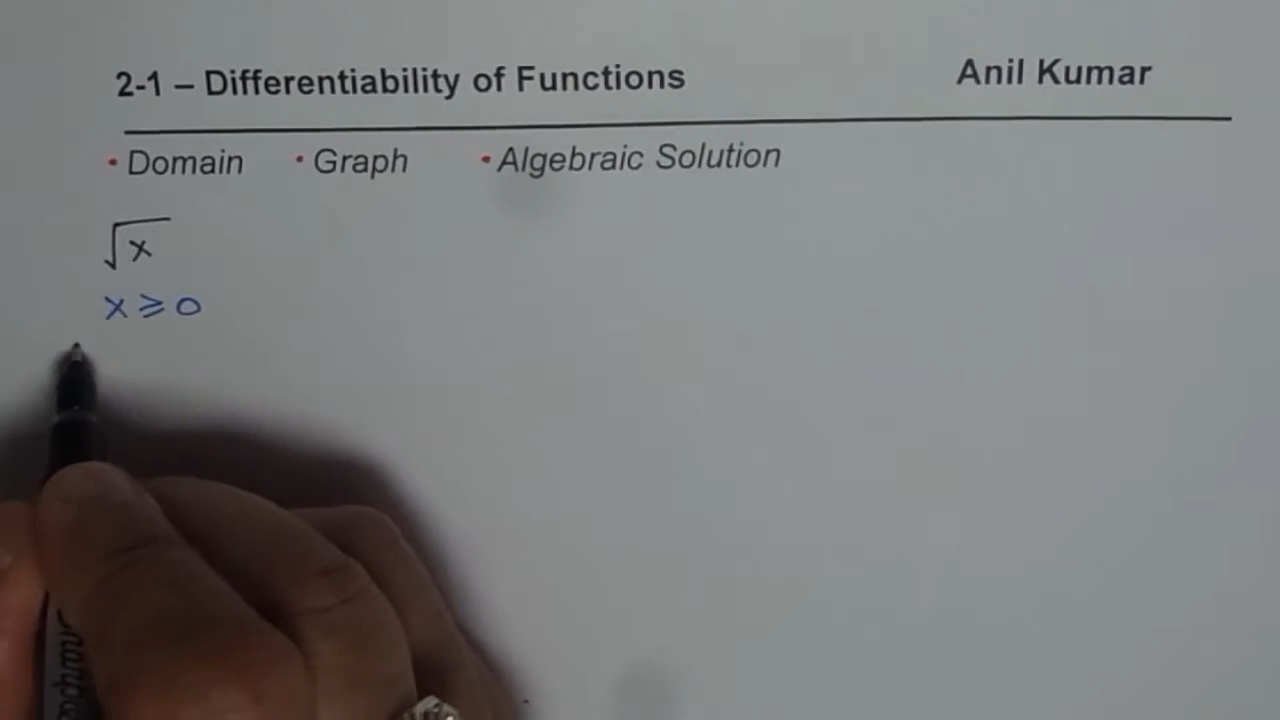 2-1 – Differentiability of Functions Anil Kumar
• Domain • Graph • Algebraic Solution
√x
x ≥ 0